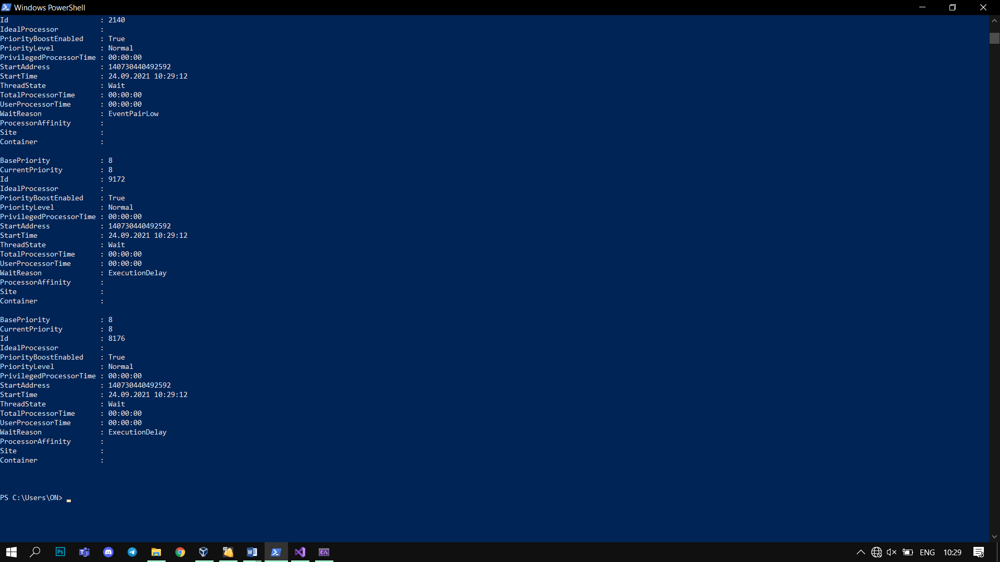 Windows PowerShell
Id                      : 2140
IdealProcessor          :
PriorityBoostEnabled    : True
PriorityLevel           : Normal
PrivilegedProcessorTime : 00:00:00
StartAddress            : 140730440492592
StartTime               : 24.09.2021 10:29:12
ThreadState             : Wait
TotalProcessorTime      : 00:00:00
UserProcessorTime       : 00:00:00
WaitReason              : EventPairLow
ProcessorAffinity       :
Site                    :
Container               :
BasePriority            : 8
CurrentPriority         : 8
Id                      : 9172
IdealProcessor          :
PriorityBoostEnabled    : True
PriorityLevel           : Normal
PrivilegedProcessorTime : 00:00:00
StartAddress            : 140730440492592
StartTime               : 24.09.2021 10:29:12
ThreadState             : Wait
TotalProcessorTime      : 00:00:00
UserProcessorTime       : 00:00:00
WaitReason              : ExecutionDelay
ProcessorAffinity       :
Site                    :
Container               :
BasePriority            : 8
CurrentPriority         : 8
Id                      : 8176
IdealProcessor          :
PriorityBoostEnabled    : True
PriorityLevel           : Normal
PrivilegedProcessorTime : 00:00:00
StartAddress            : 140730440492592
StartTime               : 24.09.2021 10:29:12
ThreadState             : Wait
TotalProcessorTime      : 00:00:00
UserProcessorTime       : 00:00:00
WaitReason              : ExecutionDelay
ProcessorAffinity       :
Site                    :
Container               :
PS C:\Users\ON>
Ps
ENG 10:29